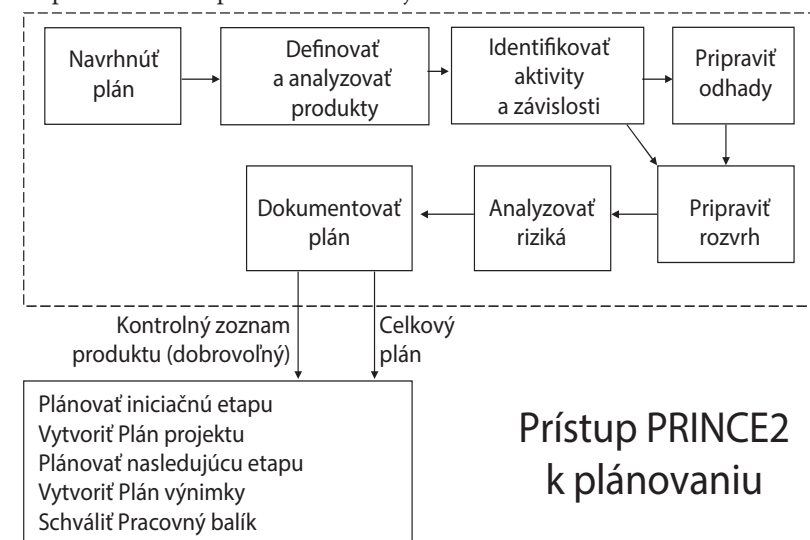 Navrhnúť
plán
Definovať
a analyzovať
produkty
Identifikovať
aktivity
a závislosti
Pripraviť
odhady
Dokumentovať
plán
Analyzovať
riziká
Pripraviť
rozvrh
Kontrolný zoznam
produktu (dobrovoľný)
Celkový
plán
Plánovať iniciačnú etapu
Vytvoriť Plán projektu
Plánovať nasledujúcu etapu
Vytvoriť Plán výnimky
Schváliť Pracovný balík
Prístup PRINCE2
k plánovaniu